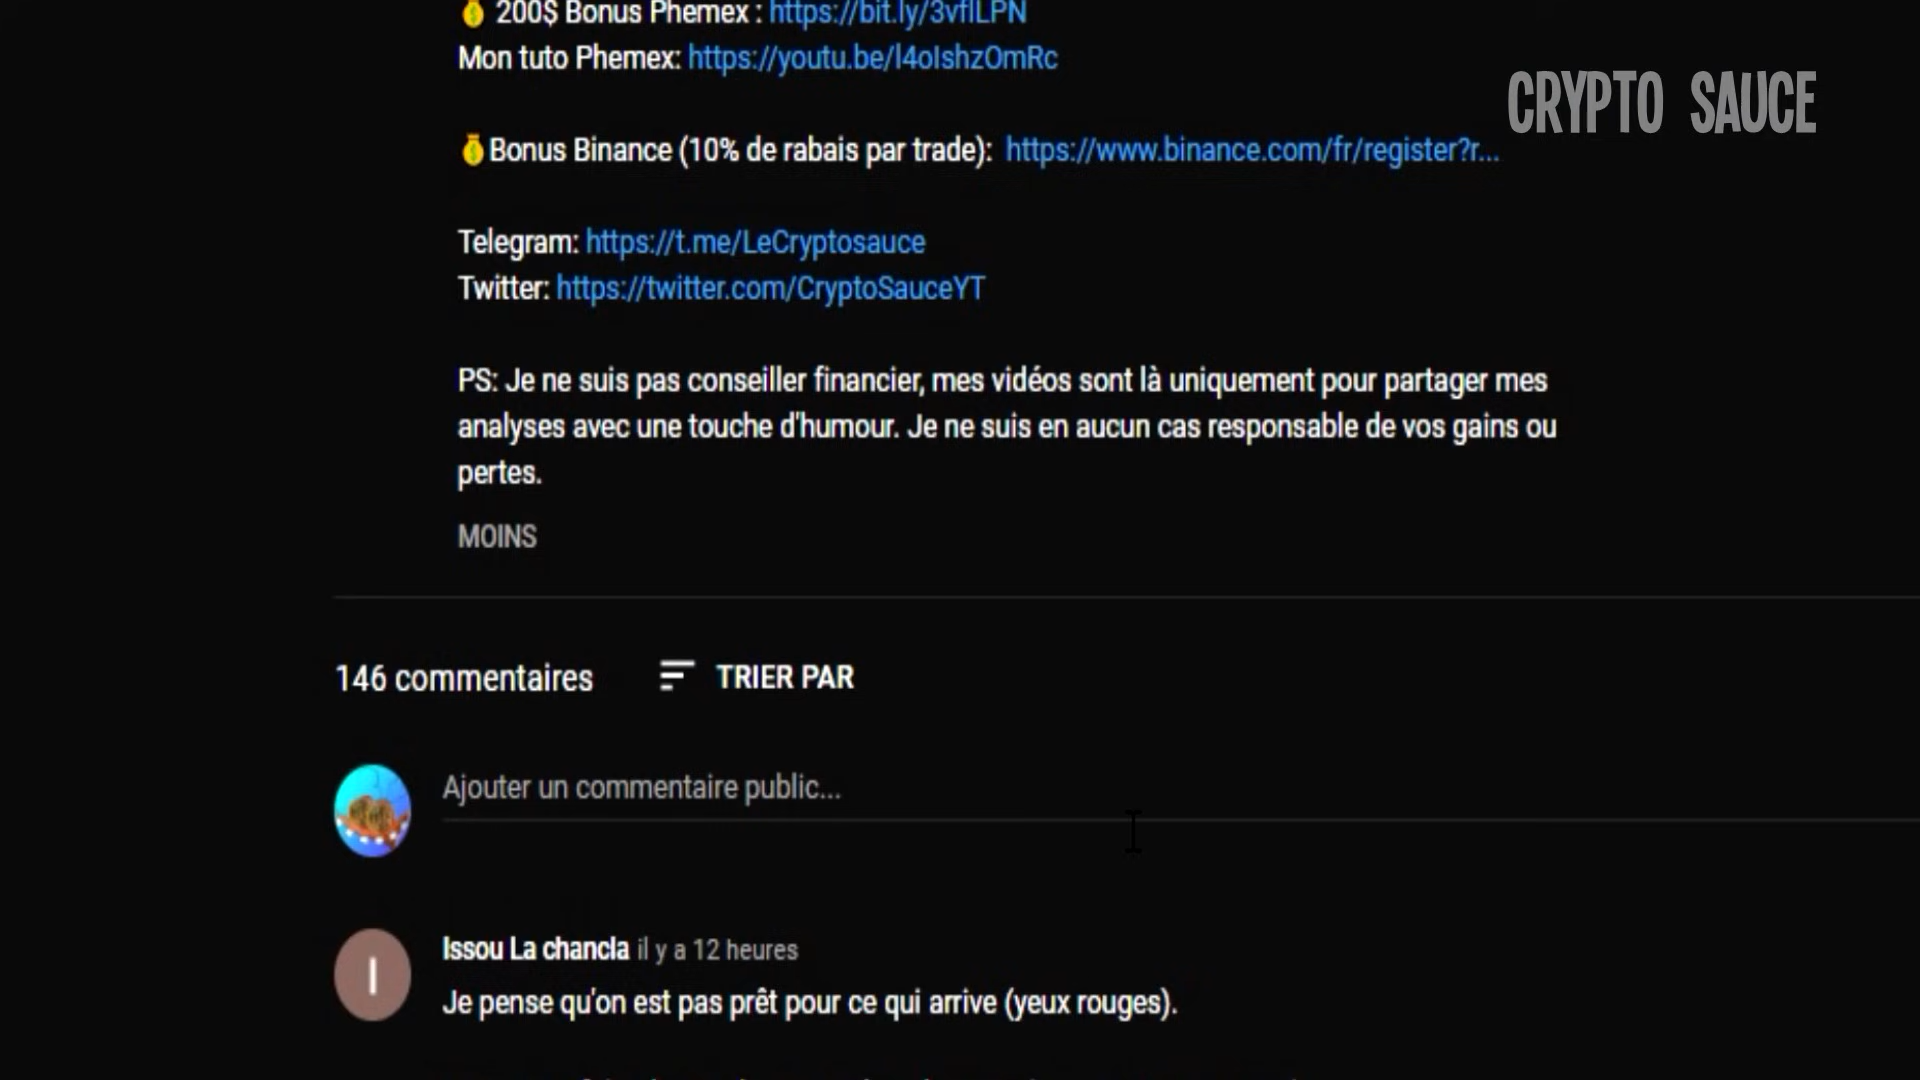 200$ Bonus Phemex : https://bit.ly/3vflLPN
Mon tuto Phemex: https://youtu.be/l4oIshzOmRc
CRYPTO SAUCE
Bonus Binance (10% de rabais par trade): https://www.binance.com/fr/register?r...
Telegram: https://t.me/LeCryptosauce
Twitter: https://twitter.com/CryptoSauceYT
PS: Je ne suis pas conseiller financier, mes vidéos sont là uniquement pour partager mes
analyses avec une touche d'humour. Je ne suis en aucun cas responsable de vos gains ou
pertes.
MOINS
146 commentaires TRIER PAR
Ajouter un commentaire public...
I
Issou La chancla il y a 12 heures
Je pense qu'on est pas prêt pour ce qui arrive (yeux rouges).